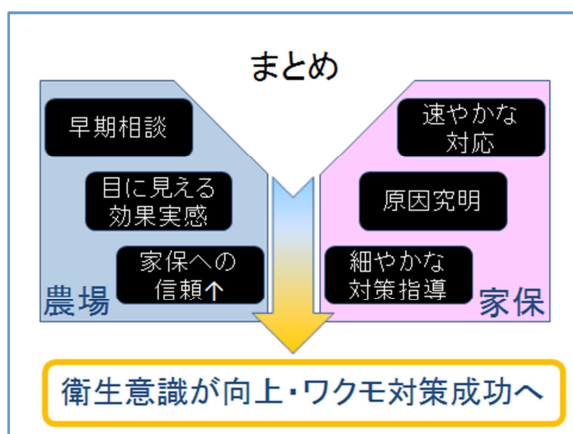 まとめ
早期相談
目に見える
効果実感
家保への
信頼↑
農場
速やかな
対応
原因究明
細やかな
対策指導
家保
衛生意識が向上・ワクモ対策成功へ